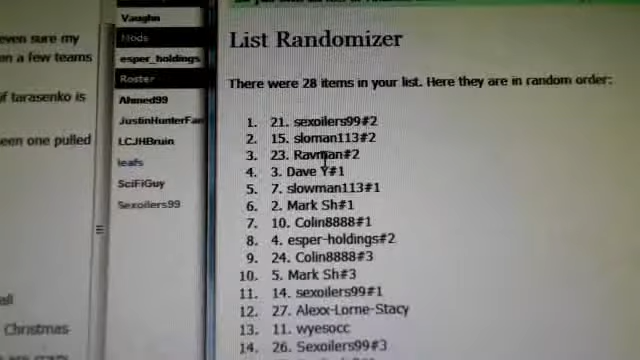 Vaughn
even sure my
Mods
List Randomizer
n a few teams
esper_holdings
Roster
There were 28 items in your list. Here they are in random order:
if tarasenko is
Ahmed99
JustinHunterFan
1. 21. sexoilers99#2
een one pulled
LCJHBruin
2. 15. sloman113#2
leafs
3. 23. Ravman#2
SciFiGuy
4. 3. Dave Y#1
Sexoilers99
5. 7. slowman113#1
6. 2. Mark Sh#1
7. 10. Colin8888#1
8. 4. esper-holdings#2
9. 24. Colin8888#3
10. 5. Mark Sh#3
all
11. 14. sexoilers99#1
12. 27. Alexx-Lorne-Stacy
Christmas
13. 11. wyesocc
14. 26. Sexoilers99#3